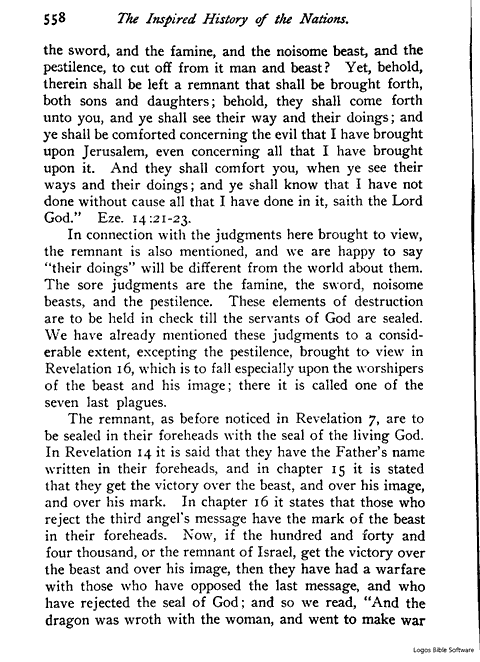 558 The Inspired History of the Nations.
the sword, and the famine, and the noisome beast, and the
pestilence, to cut off from it man and beast? Yet, behold,
therein shall be left a remnant that shall be brought forth,
both sons and daughters; behold, they shall come forth
unto you, and ye shall see their way and their doings; and
ye shall be comforted concerning the evil that I have brought
upon Jerusalem, even concerning all that I have brought
upon it. And they shall comfort you, when ye see their
ways and their doings; and ye shall know that I have not
done without cause all that I have done in it, saith the Lord
God." Eze. 14:21-23.
In connection with the judgments here brought to view,
the remnant is also mentioned, and we are happy to say
"their doings" will be different from the world about them.
The sore judgments are the famine, the sword, noisome
beasts, and the pestilence. These elements of destruction
are to be held in check till the servants of God are sealed.
We have already mentioned these judgments to a consid-
erable extent, excepting the pestilence, brought to view in
Revelation 16, which is to fall especially upon the worshipers
of the beast and his image; there it is called one of the
seven last plagues.
The remnant, as before noticed in Revelation 7, are to
be sealed in their foreheads with the seal of the living God.
In Revelation 14 it is said that they have the Father's name
written in their foreheads, and in chapter 15 it is stated
that they get the victory over the beast, and over his image,
and over his mark. In chapter 16 it states that those who
reject the third angel's message have the mark of the beast
in their foreheads. Now, if the hundred and forty and
four thousand, or the remnant of Israel, get the victory over
the beast and over his image, then they have had a warfare
with those who have opposed the last message, and who
have rejected the seal of God; and so we read, "And the
dragon was wroth with the woman, and went to make war
Logos Bible Software